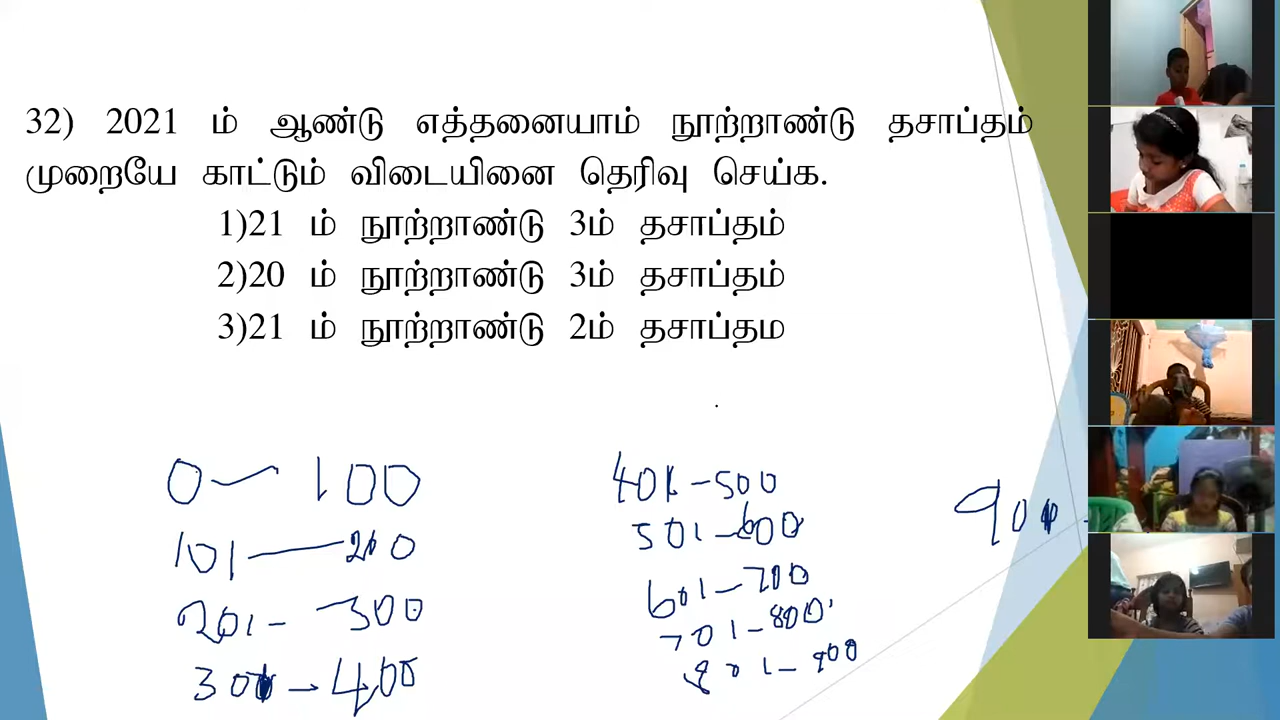 32) 2021 ம் ஆண்டு எத்தனையாம் நூற்றாண்டு தசாப்தம்
முறையே காட்டும் விடையினை தெரிவு செய்க.
1)21 ம் நூற்றாண்டு 3ம் தசாப்தம்
2)20 ம் நூற்றாண்டு 3ம் தசாப்தம்
3)21 ம் நூற்றாண்டு 2ம் தசாப்தம
0 - 100
101 - 200
201 - 300
301 - 400
401 - 500
501 - 600
601 - 700
701 - 800
801 - 900
901 -